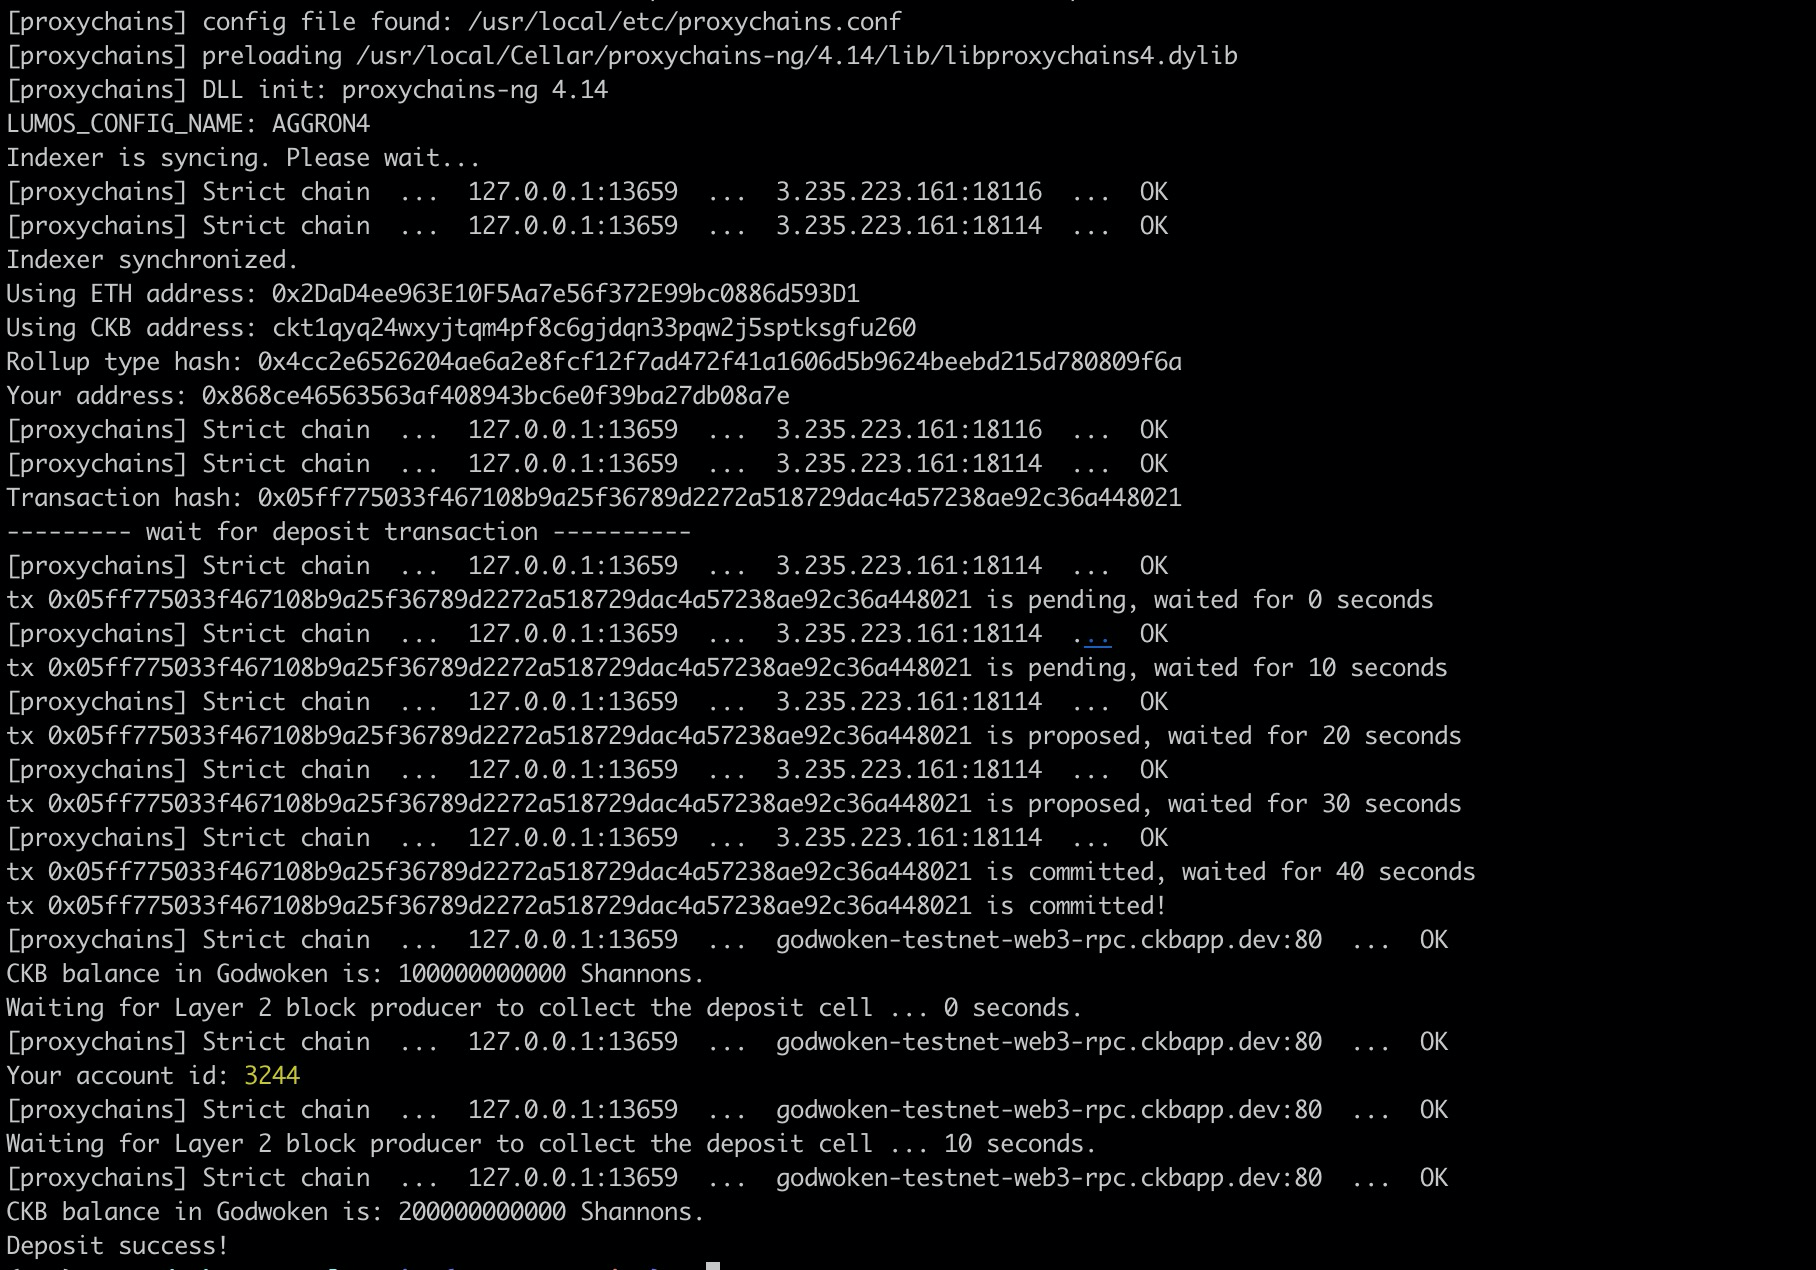 [proxychains] config file found: /usr/local/etc/proxychains.conf
[proxychains] preloading /usr/local/Cellar/proxychains-ng/4.14/lib/libproxychains4.dylib
[proxychains] DLL init: proxychains-ng 4.14
LUMOS_CONFIG_NAME: AGGRON4
Indexer is syncing. Please wait...
[proxychains] Strict chain  ...  127.0.0.1:13659  ...  3.235.223.161:18116  ...  OK
[proxychains] Strict chain  ...  127.0.0.1:13659  ...  3.235.223.161:18114  ...  OK
Indexer synchronized.
Using ETH address: 0x2DaD4ee963E10F5Aa7e56f372E99bc0886d593D1
Using CKB address: ckt1qyq24wxyjtqm4pf8c6gjdqn33pqw2j5sptksgfu260
Rollup type hash: 0x4cc2e6526204ae6a2e8fcf12f7ad472f41a1606d5b9624beebd215d780809f6a
Your address: 0x868ce46563563af408943bc6e0f39ba27db08a7e
[proxychains] Strict chain  ...  127.0.0.1:13659  ...  3.235.223.161:18116  ...  OK
[proxychains] Strict chain  ...  127.0.0.1:13659  ...  3.235.223.161:18114  ...  OK
Transaction hash: 0x05ff775033f467108b9a25f36789d2272a518729dac4a57238ae92c36a448021
--------- wait for deposit transaction ----------
[proxychains] Strict chain  ...  127.0.0.1:13659  ...  3.235.223.161:18114  ...  OK
tx 0x05ff775033f467108b9a25f36789d2272a518729dac4a57238ae92c36a448021 is pending, waited for 0 seconds
[proxychains] Strict chain  ...  127.0.0.1:13659  ...  3.235.223.161:18114  ...  OK
tx 0x05ff775033f467108b9a25f36789d2272a518729dac4a57238ae92c36a448021 is pending, waited for 10 seconds
[proxychains] Strict chain  ...  127.0.0.1:13659  ...  3.235.223.161:18114  ...  OK
tx 0x05ff775033f467108b9a25f36789d2272a518729dac4a57238ae92c36a448021 is proposed, waited for 20 seconds
[proxychains] Strict chain  ...  127.0.0.1:13659  ...  3.235.223.161:18114  ...  OK
tx 0x05ff775033f467108b9a25f36789d2272a518729dac4a57238ae92c36a448021 is proposed, waited for 30 seconds
[proxychains] Strict chain  ...  127.0.0.1:13659  ...  3.235.223.161:18114  ...  OK
tx 0x05ff775033f467108b9a25f36789d2272a518729dac4a57238ae92c36a448021 is committed, waited for 40 seconds
tx 0x05ff775033f467108b9a25f36789d2272a518729dac4a57238ae92c36a448021 is committed!
[proxychains] Strict chain  ...  127.0.0.1:13659  ...  godwoken-testnet-web3-rpc.ckbapp.dev:80  ...  OK
CKB balance in Godwoken is: 100000000000 Shannons.
Waiting for Layer 2 block producer to collect the deposit cell ... 0 seconds.
[proxychains] Strict chain  ...  127.0.0.1:13659  ...  godwoken-testnet-web3-rpc.ckbapp.dev:80  ...  OK
Your account id: 3244
[proxychains] Strict chain  ...  127.0.0.1:13659  ...  godwoken-testnet-web3-rpc.ckbapp.dev:80  ...  OK
Waiting for Layer 2 block producer to collect the deposit cell ... 10 seconds.
[proxychains] Strict chain  ...  127.0.0.1:13659  ...  godwoken-testnet-web3-rpc.ckbapp.dev:80  ...  OK
CKB balance in Godwoken is: 200000000000 Shannons.
Deposit success!